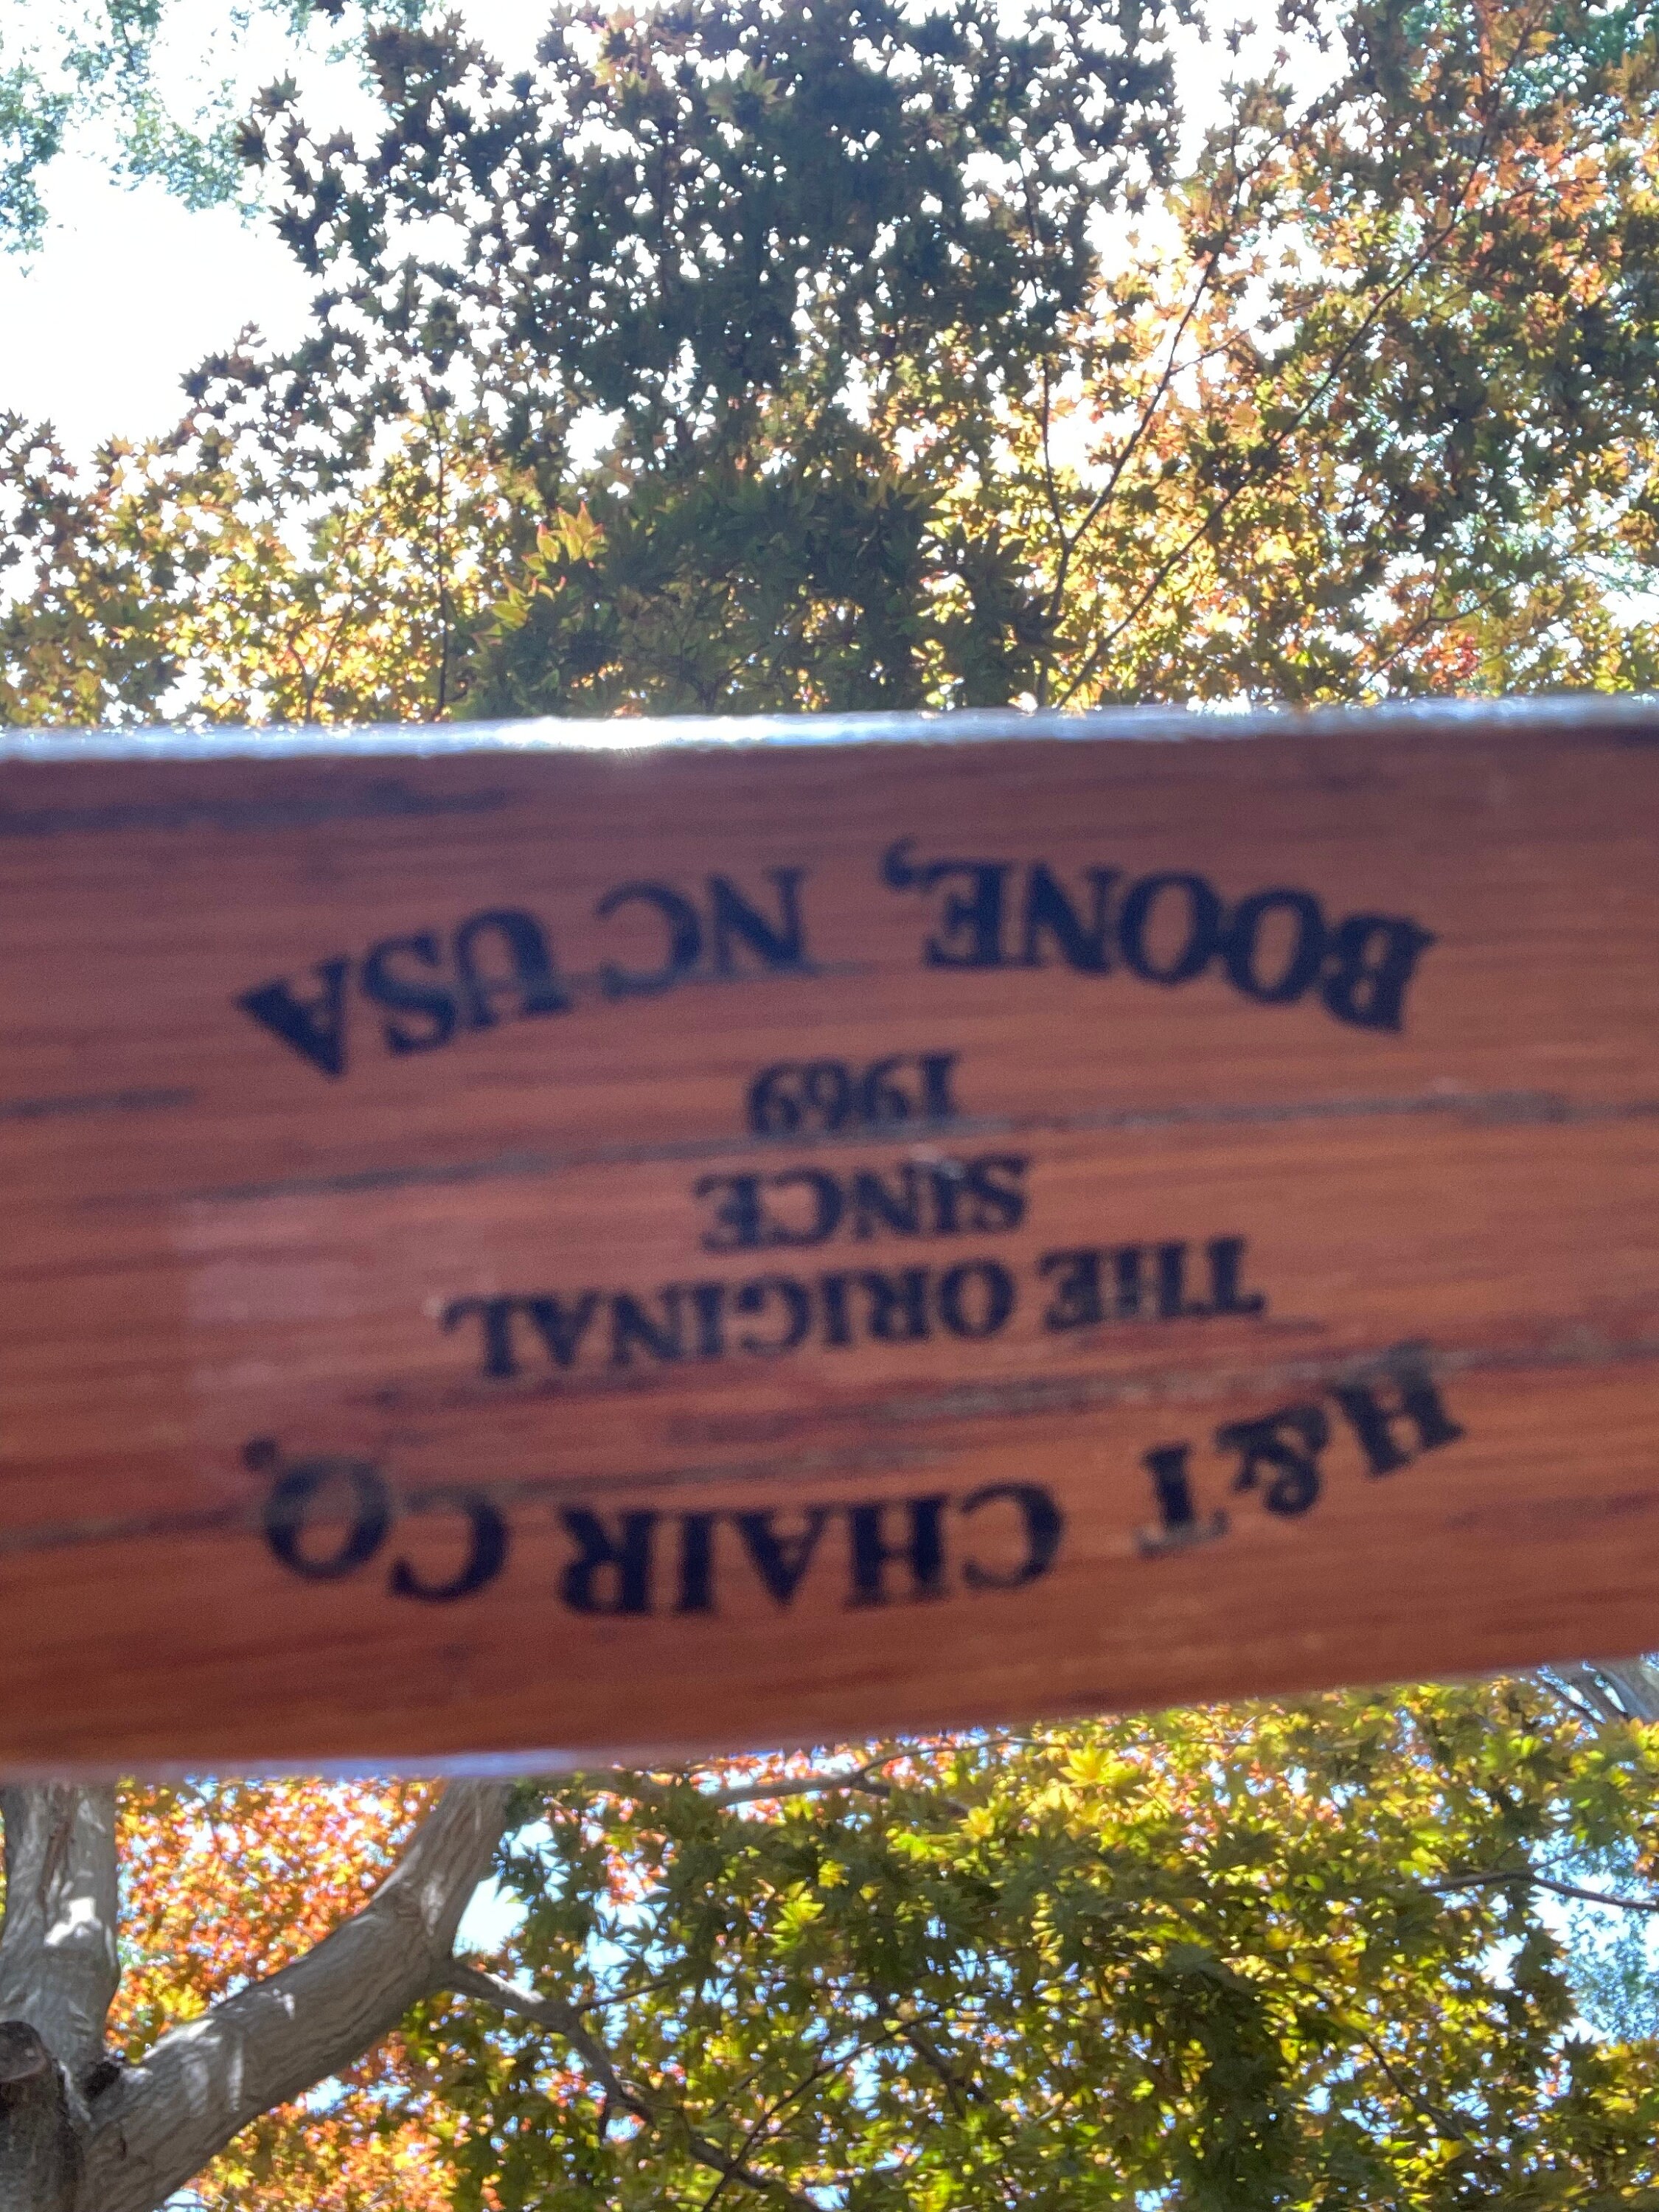 H&T CHAIR CO.
THE ORIGINAL
SINCE
1969
BOONE, NC USA